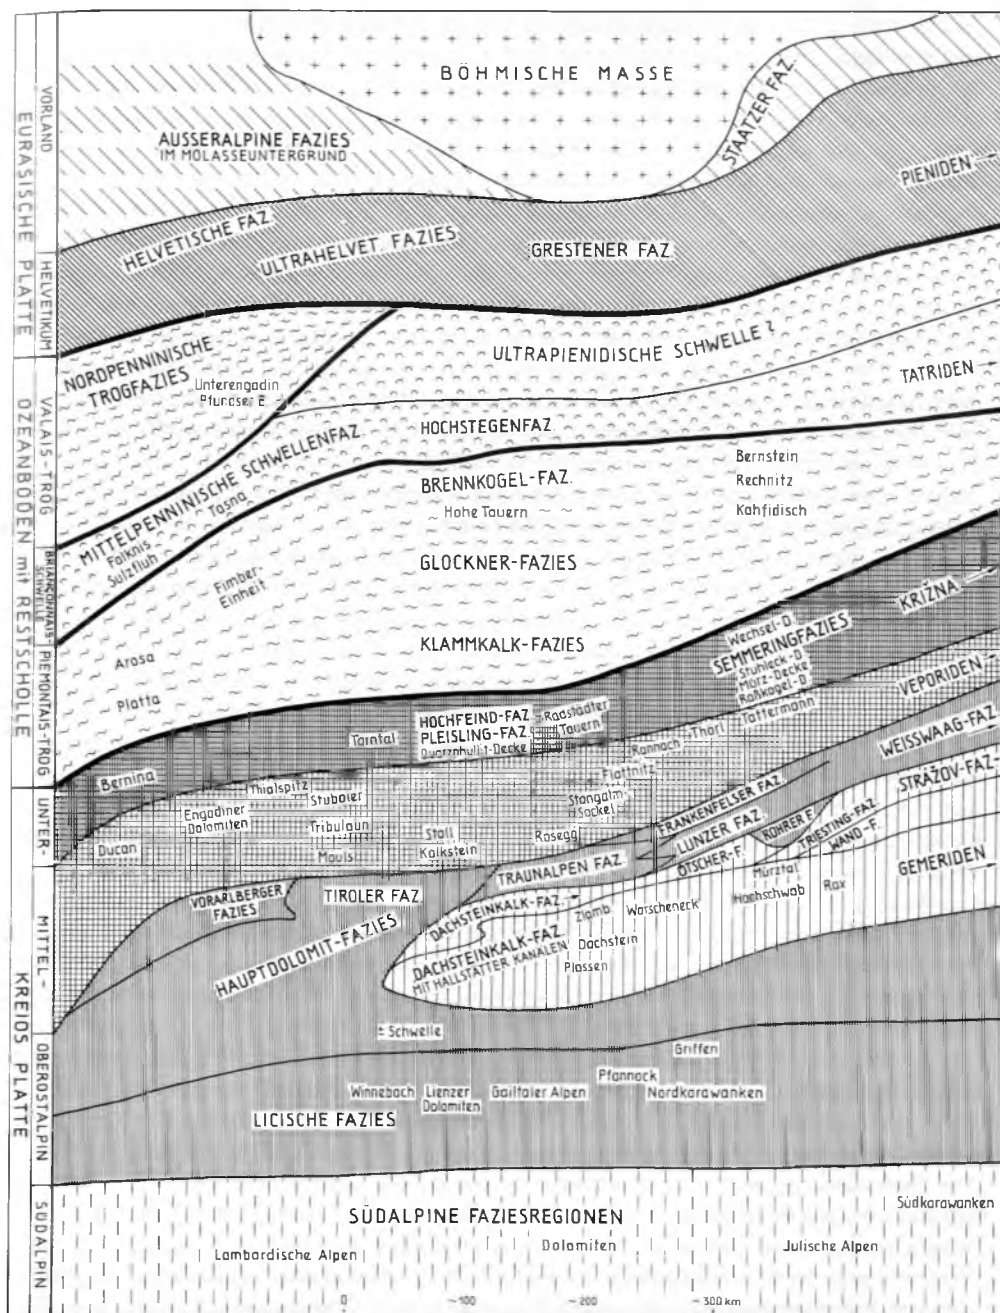 EURASISCHE PLATTE
OZEANBÖDEN mit RESTSCHOLLE
KREIOS PLATTE
VORLAND
HELVETIKUM
VALAIS-TROG
BRIANÇONNAIS-
SCHWELLE
PIEMONTAIS-TROG
UNTER-
MITTEL-
OBEROSTALPIN
SÜDALPIN
BÖHMISCHE MASSE
STAATZER FAZ.
AUSSERALPINE FAZIES
IM MOLASSEUNTERGRUND
PIENIDEN
HELVETISCHE FAZ.
ULTRAHELVET. FAZIES
GRESTENER FAZ.
NORDPENNINISCHE
TROGFAZIES
Unterengadin
Pfundser E.
ULTRAPIENIDISCHE SCHWELLE ?
TATRIDEN
HOCHSTEGENFAZ.
MITTELPENNINISCHE SCHWELLENFAZ.
Falknis
Sulzfluh
Tasna
BRENNKOGEL-FAZ.
Hohe Tauern
Bernstein
Rechnitz
Kahfidisch
Fimber-
Einheit
GLOCKNER-FAZIES
KRIŽNA
KLAMMKALK-FAZIES
Arosa
Platta
Wechsel-D.
SEMMERINGFAZIES
Stuhleck-D.
Mürz-Decke
Roßkogel-D.
Tattermann
VEPORIDEN
HOCHFEIND-FAZ.
PLEISLING-FAZ.
Quarzphyllit-Decke
Radstädter
Tauern
Tarntal
Rannach
Thörl
WEISSWAAG-FAZ.
Bernina
Thialspitz
Stubaier
Flattnitz
STRÁŽOV-FAZ.
Engadiner
Dolomiten
Tribulaun
Stangalm-
Sockel
FRANKENFELSER FAZ.
Ducan
Mauls
Stall
Kalkstein
Rosegg
LUNZER FAZ.
ROHRER F.
TRIESTING-FAZ.
WAND-F.
ÖTSCHER-F.
GEMERIDEN
VORARLBERGER
FAZIES
TIROLER FAZ.
TRAUNALPEN FAZ.
Mürztal
Hochschwab
Rax
HAUPTDOLOMIT-FAZIES
DACHSTEINKALK-FAZ.
Zlamb
Warscheneck
DACHSTEINKALK-FAZ.
MIT HALLSTÄTTER KANÄLEN
Dachstein
Plassen
± Schwelle
Griffen
Pfannock
Winnebach
Lienzer
Dolomiten
Gailtaler Alpen
Nordkarawanken
LICISCHE FAZIES
Südkarawanken
SÜDALPINE FAZIESREGIONEN
Lombardische Alpen
Dolomiten
Julische Alpen
0
~100
~200
~300 km